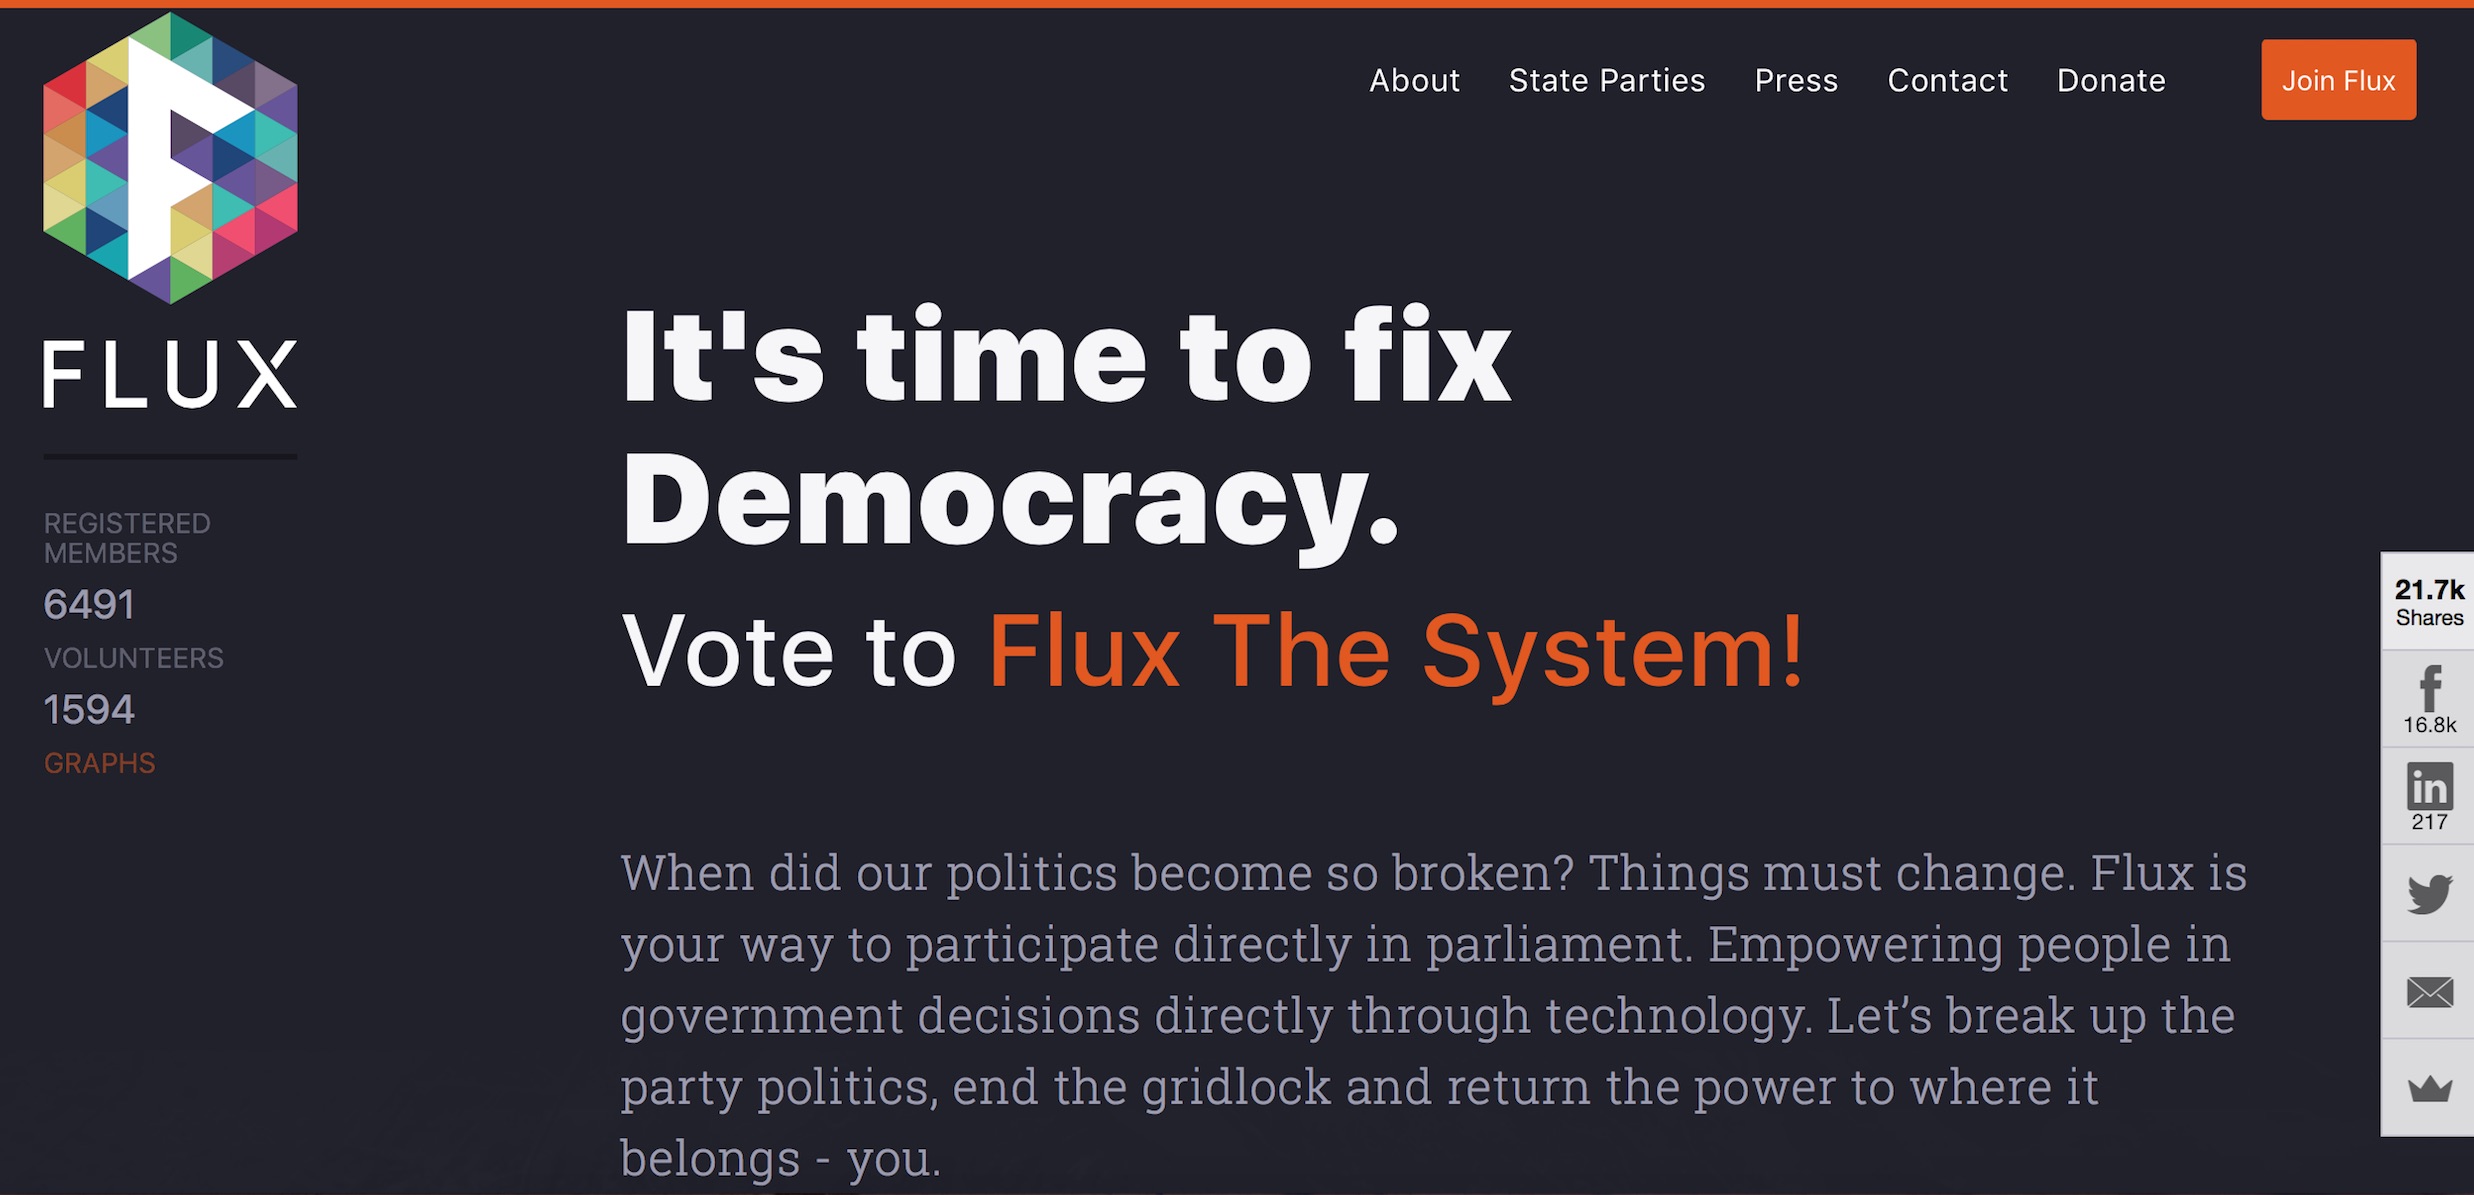 About State Parties Press Contact Donate Join Flux
F
FLUX
REGISTERED
MEMBERS
6491
VOLUNTEERS
1594
GRAPHS
It's time to fix
Democracy.
Vote to Flux The System!
When did our politics become so broken? Things must change. Flux is
your way to participate directly in parliament. Empowering people in
government decisions directly through technology. Let’s break up the
party politics, end the gridlock and return the power to where it
belongs - you.
21.7k
Shares
f
16.8k
in
217